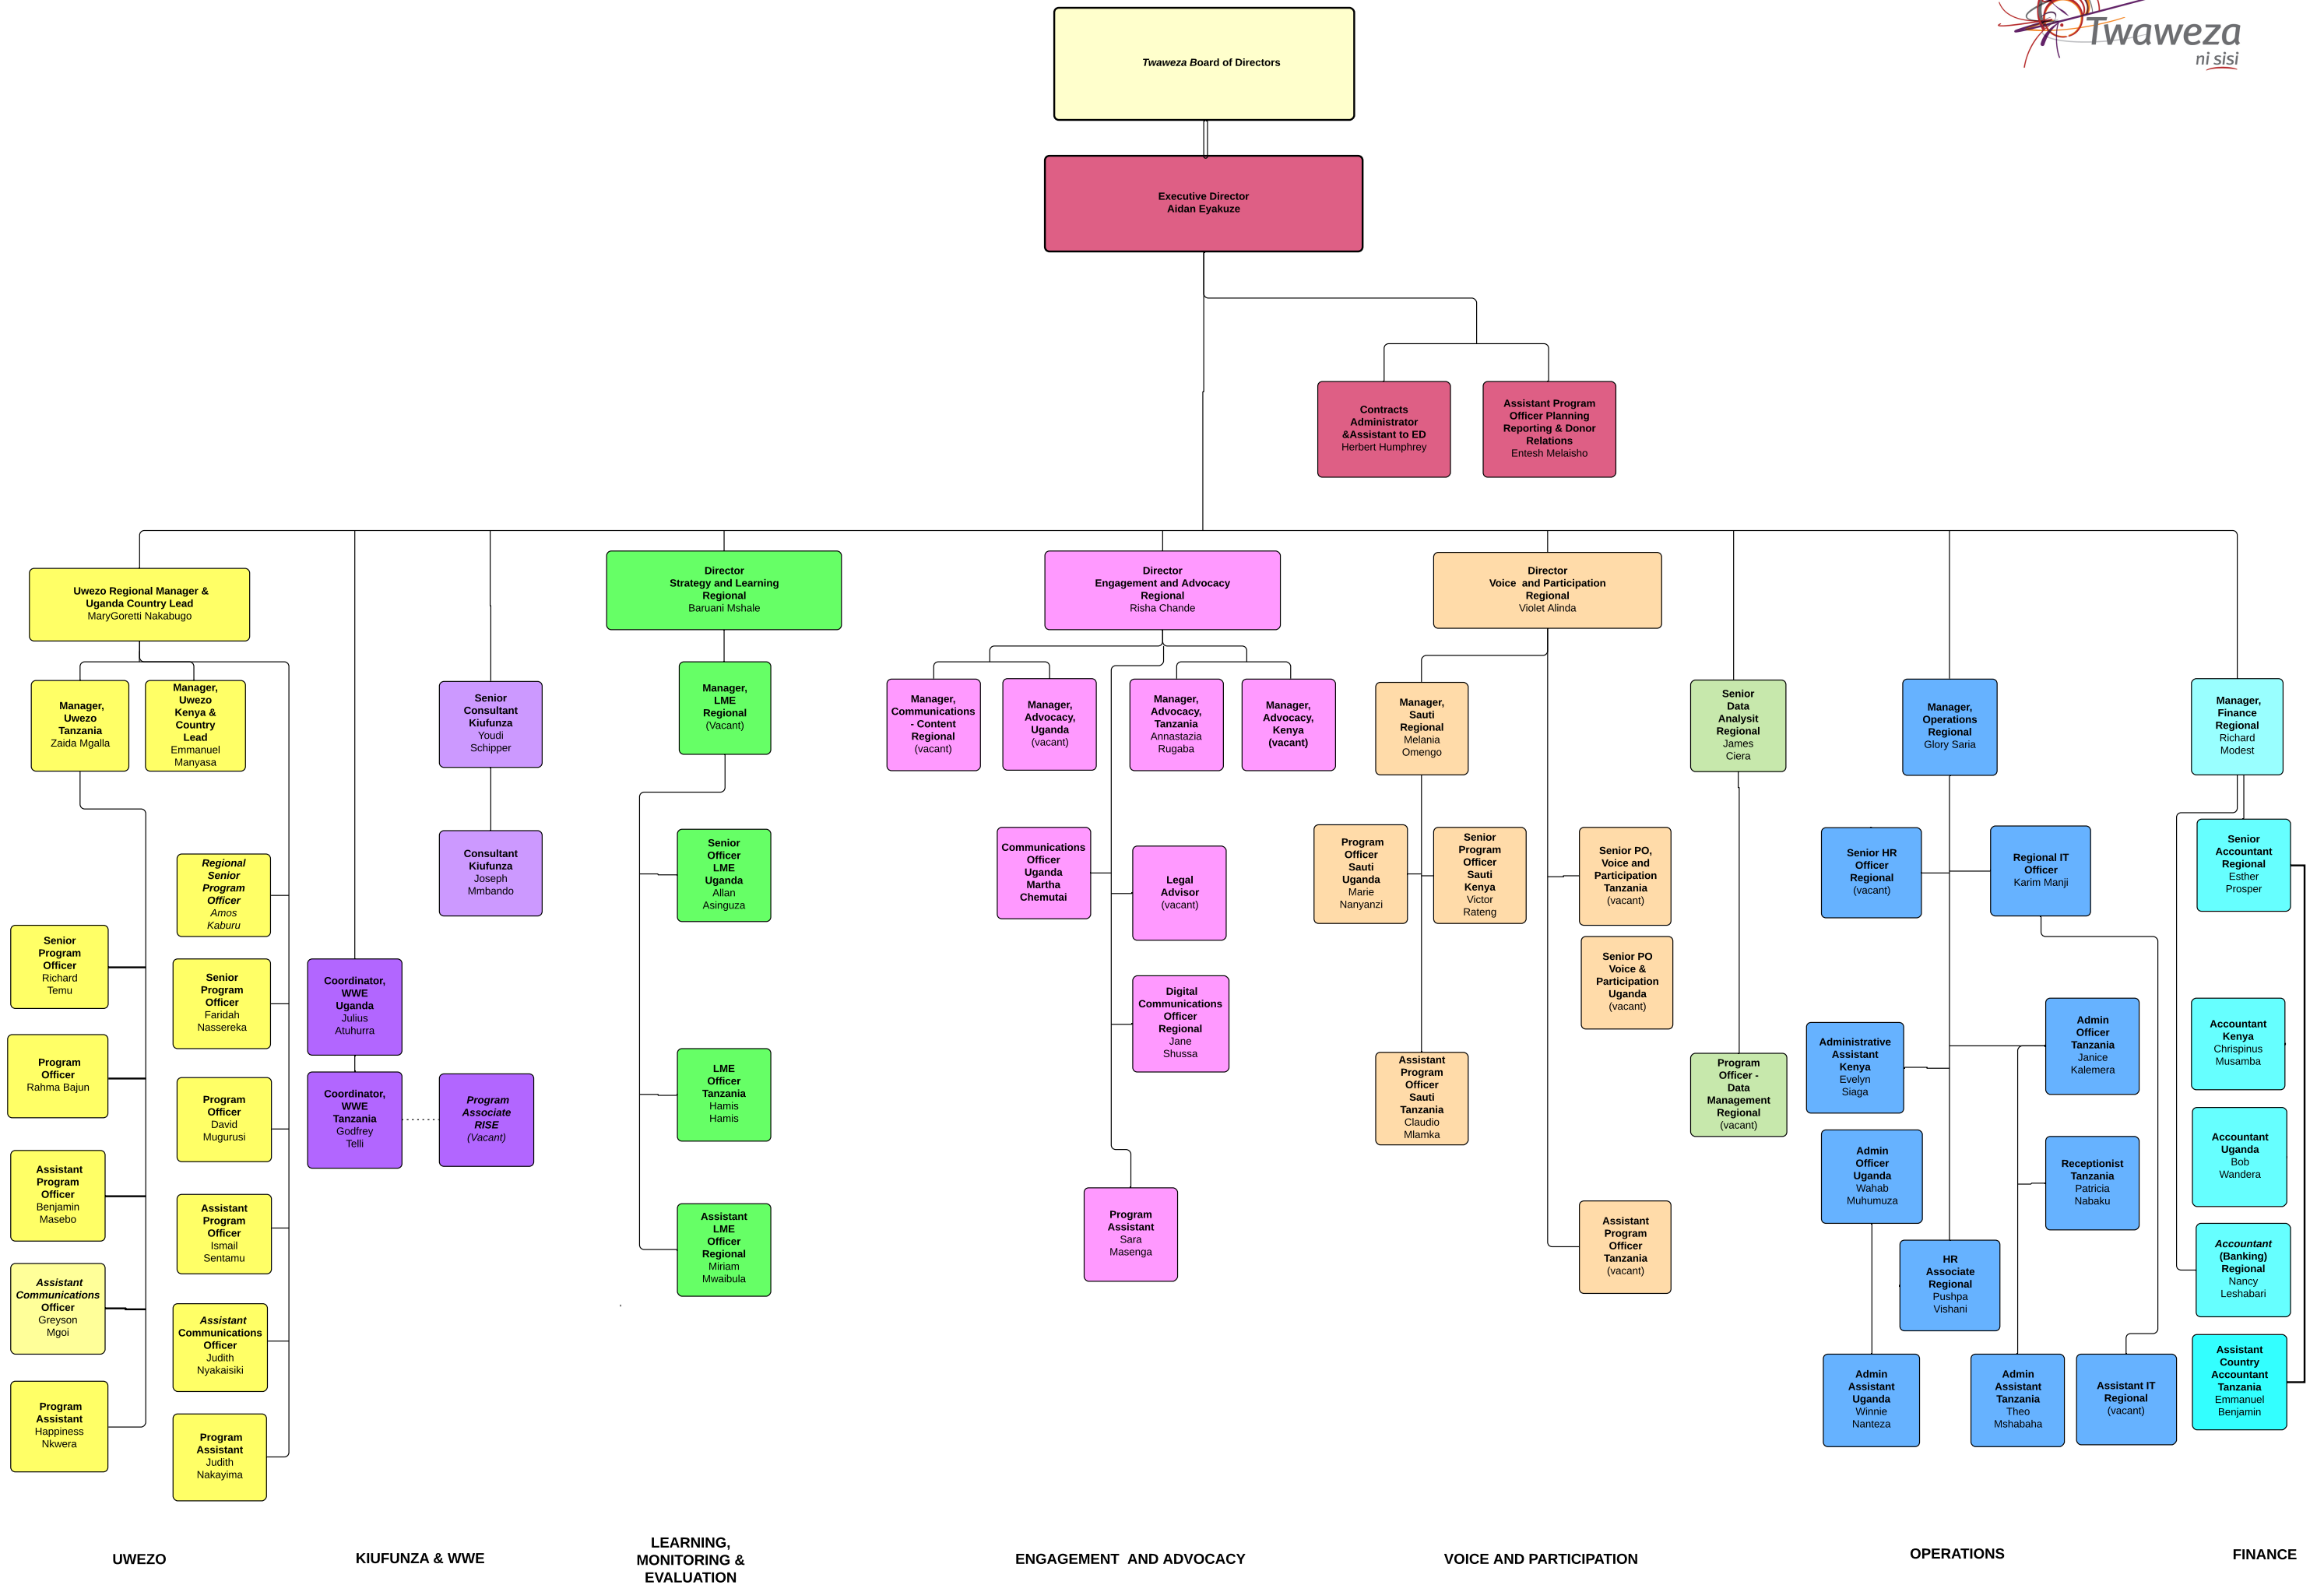 Twaweza
ni sisi
Twaweza Board of Directors
Executive Director
Aidan Eyakuze
Contracts
Administrator
&Assistant to ED
Herbert Humphrey
Assistant Program
Officer Planning
Reporting & Donor
Relations
Entesh Melaisho
Uwezo Regional Manager &
Uganda Country Lead
MaryGoretti Nakabugo
Director
Strategy and Learning
Regional
Baruani Mshale
Director
Engagement and Advocacy
Regional
Risha Chande
Director
Voice  and Participation
Regional
Violet Alinda
Manager,
Uwezo
Tanzania
Zaida Mgalla
Manager,
Uwezo
Kenya &
Country
Lead
Emmanuel
Manyasa
Senior
Consultant
Kiufunza
Youdi
Schipper
Manager,
LME
Regional
(Vacant)
Manager,
Communications
- Content
Regional
(vacant)
Manager,
Advocacy,
Uganda
(vacant)
Manager,
Advocacy,
Tanzania
Annastazia
Rugaba
Manager,
Advocacy,
Kenya
(vacant)
Manager,
Sauti
Regional
Melania
Omengo
Senior
Data
Analysit
Regional
James
Ciera
Manager,
Operations
Regional
Glory Saria
Manager,
Finance
Regional
Richard
Modest
Regional
Senior
Program
Officer
Amos
Kaburu
Consultant
Kiufunza
Joseph
Mmbando
Senior
Officer
LME
Uganda
Allan
Asinguza
Communications
Officer
Uganda
Martha
Chemutai
Legal
Advisor
(vacant)
Program
Officer
Sauti
Uganda
Marie
Nanyanzi
Senior
Program
Officer
Sauti
Kenya
Victor
Rateng
Senior PO,
Voice and
Participation
Tanzania
(vacant)
Senior HR
Officer
Regional
(vacant)
Regional IT
Officer
Karim Manji
Senior
Accountant
Regional
Esther
Prosper
Senior
Program
Officer
Richard
Temu
Senior
Program
Officer
Faridah
Nassereka
Coordinator,
WWE
Uganda
Julius
Atuhurra
Digital
Communications
Officer
Regional
Jane
Shussa
Senior PO
Voice &
Participation
Uganda
(vacant)
Admin
Officer
Tanzania
Janice
Kalemera
Accountant
Kenya
Chrispinus
Musamba
Program
Officer
Rahma Bajun
Program
Officer
David
Mugurusi
Coordinator,
WWE
Tanzania
Godfrey
Telli
Program
Associate
RISE
(Vacant)
LME
Officer
Tanzania
Hamis
Hamis
Assistant
Program
Officer
Sauti
Tanzania
Claudio
Mlamka
Program
Officer -
Data
Management
Regional
(vacant)
Administrative
Assistant
Kenya
Evelyn
Siaga
Admin
Officer
Uganda
Wahab
Muhumuza
Receptionist
Tanzania
Patricia
Nabaku
Accountant
Uganda
Bob
Wandera
Assistant
Program
Officer
Benjamin
Masebo
Assistant
Program
Officer
Ismail
Sentamu
Assistant
LME
Officer
Regional
Miriam
Mwaibula
Program
Assistant
Sara
Masenga
Assistant
Program
Officer
Tanzania
(vacant)
HR
Associate
Regional
Pushpa
Vishani
Accountant
(Banking)
Regional
Nancy
Leshabari
Assistant
Communications
Officer
Greyson
Mgoi
Assistant
Communications
Officer
Judith
Nyakaisiki
Admin
Assistant
Uganda
Winnie
Nanteza
Admin
Assistant
Tanzania
Theo
Mshabaha
Assistant IT
Regional
(vacant)
Assistant
Country
Accountant
Tanzania
Emmanuel
Benjamin
Program
Assistant
Happiness
Nkwera
Program
Assistant
Judith
Nakayima
UWEZO
KIUFUNZA & WWE
LEARNING,
MONITORING &
EVALUATION
ENGAGEMENT  AND ADVOCACY
VOICE AND PARTICIPATION
OPERATIONS
FINANCE